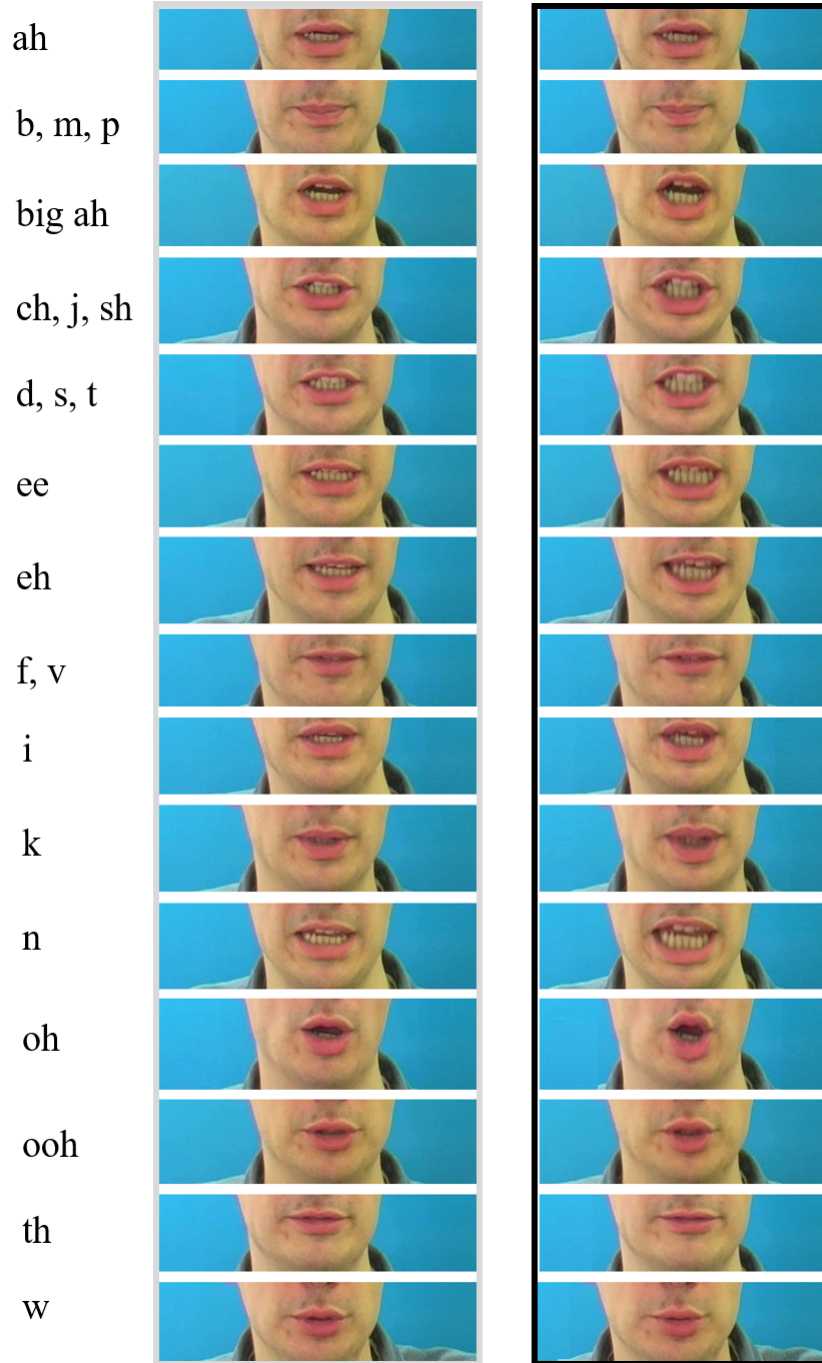 ah
b, m, p
big ah
ch, j, sh
d, s, t
ee
eh
f, v
i
k
n
oh
ooh
th
w